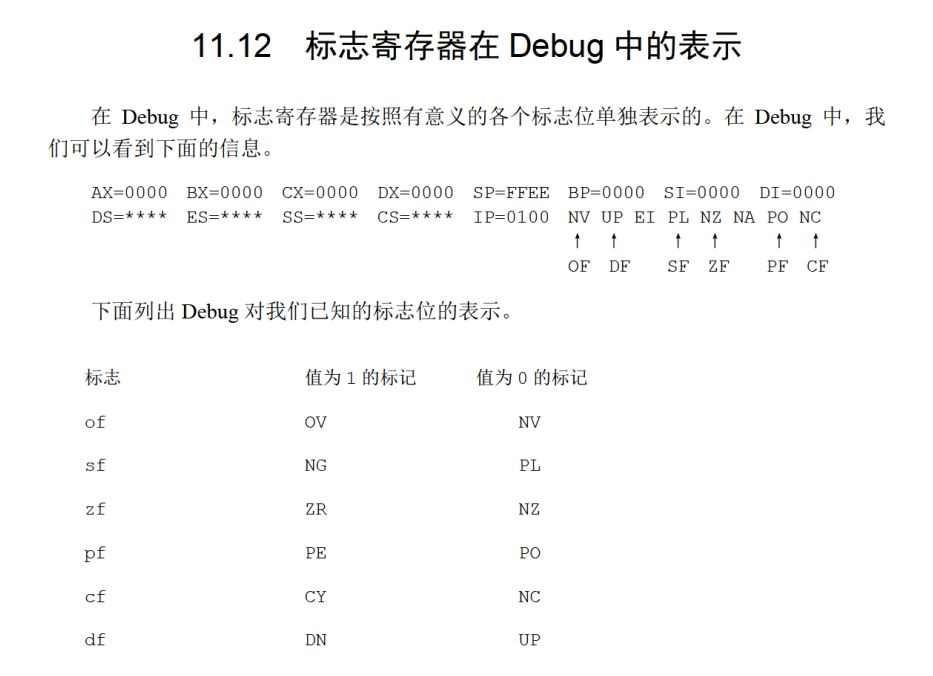 11.12 标志寄存器在 Debug 中的表示
在 Debug 中，标志寄存器是按照有意义的各个标志位单独表示的。在 Debug 中，我
们可以看到下面的信息。
AX=0000 BX=0000 CX=0000 DX=0000 SP=FFEE BP=0000 SI=0000 DI=0000
DS=**** ES=**** SS=**** CS=**** IP=0100 NV UP EI PL NZ NA PO NC
↑ ↑ ↑ ↑ ↑ ↑
OF DF SF ZF PF CF
下面列出 Debug 对我们已知的标志位的表示。
标志 值为 1 的标记 值为 0 的标记
of OV NV
sf NG PL
zf ZR NZ
pf PE PO
cf CY NC
df DN UP